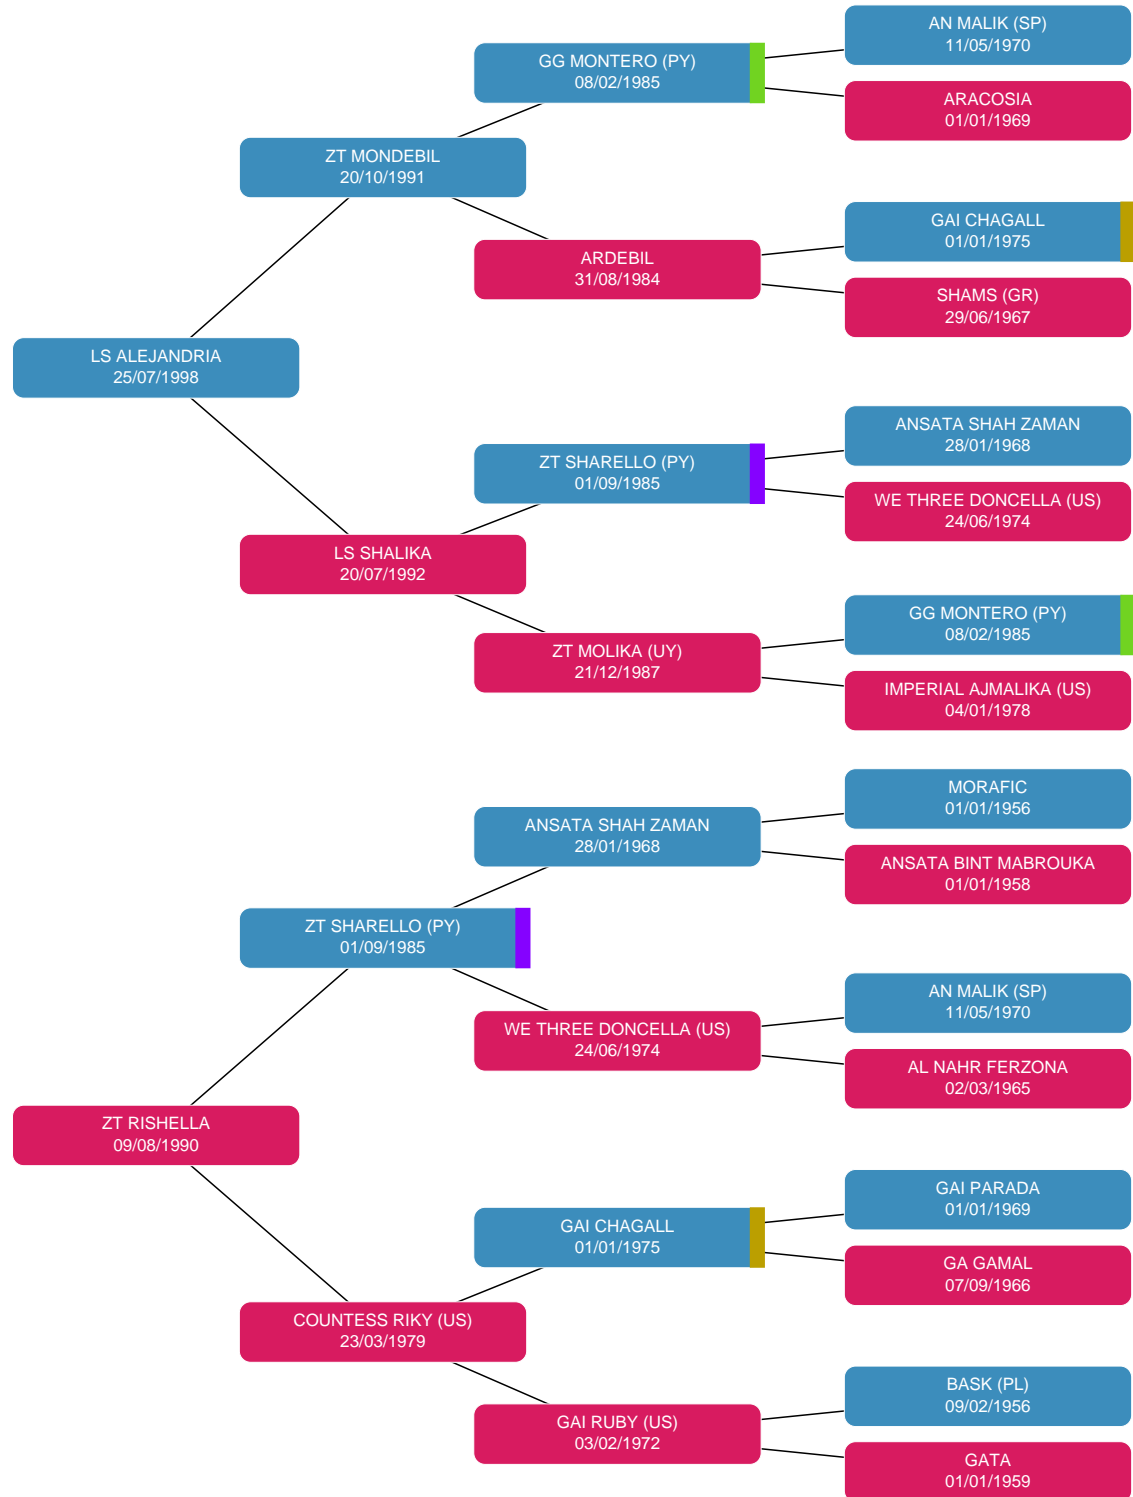 AN MALIK (SP)
11/05/1970
GG MONTERO (PY)
08/02/1985
ARACOSIA
01/01/1969
ZT MONDEBIL
20/10/1991
GAI CHAGALL
01/01/1975
ARDEBIL
31/08/1984
SHAMS (GR)
29/06/1967
LS ALEJANDRIA
25/07/1998
ANSATA SHAH ZAMAN
28/01/1968
ZT SHARELLO (PY)
01/09/1985
WE THREE DONCELLA (US)
24/06/1974
LS SHALIKA
20/07/1992
GG MONTERO (PY)
08/02/1985
ZT MOLIKA (UY)
21/12/1987
IMPERIAL AJMALIKA (US)
04/01/1978
MORAFIC
01/01/1956
ANSATA SHAH ZAMAN
28/01/1968
ANSATA BINT MABROUKA
01/01/1958
ZT SHARELLO (PY)
01/09/1985
AN MALIK (SP)
11/05/1970
WE THREE DONCELLA (US)
24/06/1974
AL NAHR FERZONA
02/03/1965
ZT RISHELLA
09/08/1990
GAI PARADA
01/01/1969
GAI CHAGALL
01/01/1975
GA GAMAL
07/09/1966
COUNTESS RIKY (US)
23/03/1979
BASK (PL)
09/02/1956
GAI RUBY (US)
03/02/1972
GATA
01/01/1959